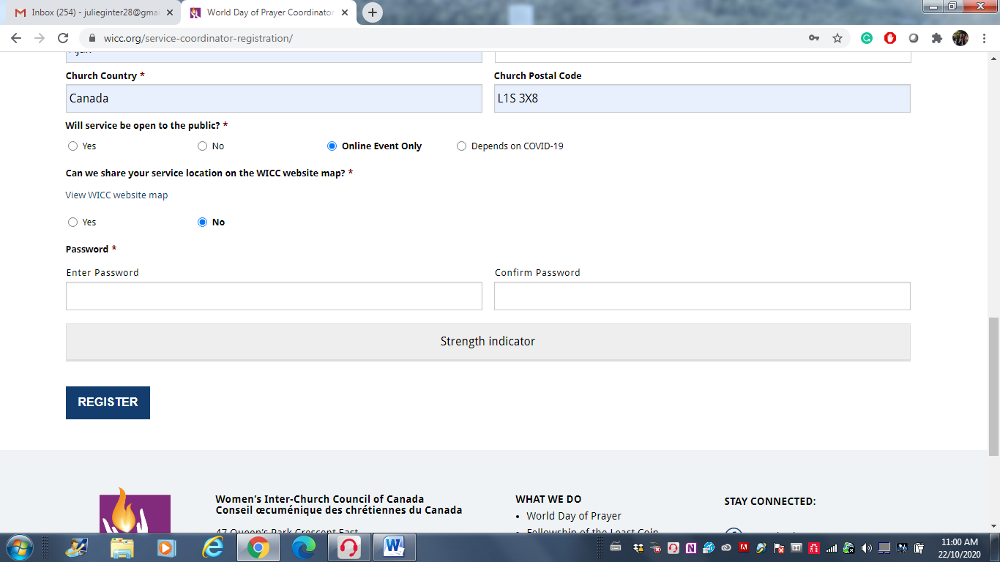 Inbox (254) - julieginter28@gma
World Day of Prayer Coordinator
wicc.org/service-coordinator-registration/
Church Country *
Church Postal Code
Canada
L1S 3X8
Will service be open to the public? *
Yes
No
Online Event Only
Depends on COVID-19
Can we share your service location on the WICC website map? *
View WICC website map
Yes
No
Password *
Enter Password
Confirm Password
Strength indicator
REGISTER
Women's Inter-Church Council of Canada
Conseil œcuménique des chrétiennes du Canada
47 Queen's Park Crescent East
WHAT WE DO
• World Day of Prayer
• Fellowship of the Least Coin
STAY CONNECTED:
11:00 AM
22/10/2020